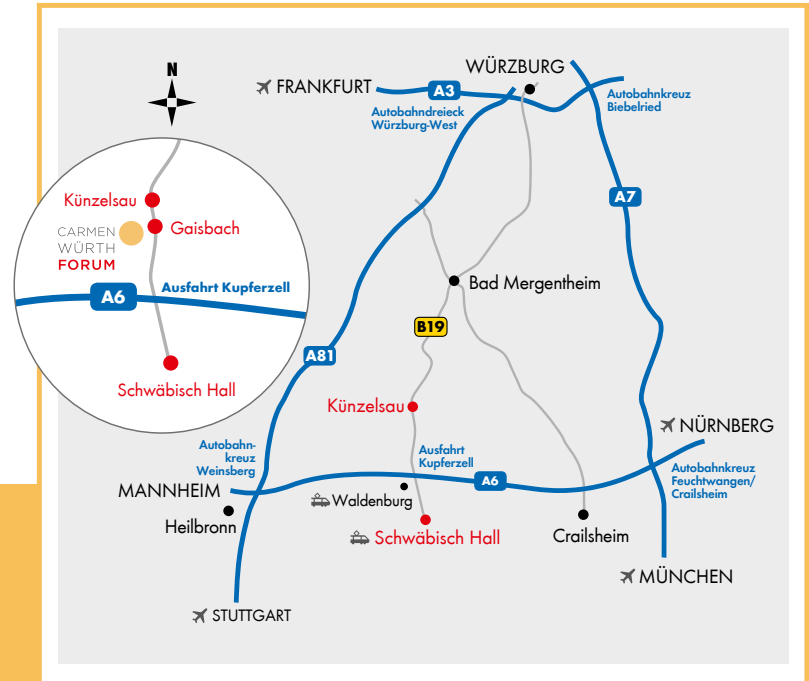 N
WÜRZBURG
FRANKFURT
A3
Autobahndreieck
Würzburg-West
Autobahnkreuz
Biebelried
A7
Künzelsau
Gaisbach
CARMEN
WÜRTH
FORUM
A6
Ausfahrt Kupferzell
Schwäbisch Hall
Bad Mergentheim
B19
A81
Künzelsau
NÜRNBERG
Autobahn-
kreuz
Weinsberg
Ausfahrt
Kupferzell
A6
Autobahnkreuz
Feuchtwangen/
Crailsheim
MANNHEIM
Waldenburg
Heilbronn
Schwäbisch Hall
Crailsheim
MÜNCHEN
STUTTGART